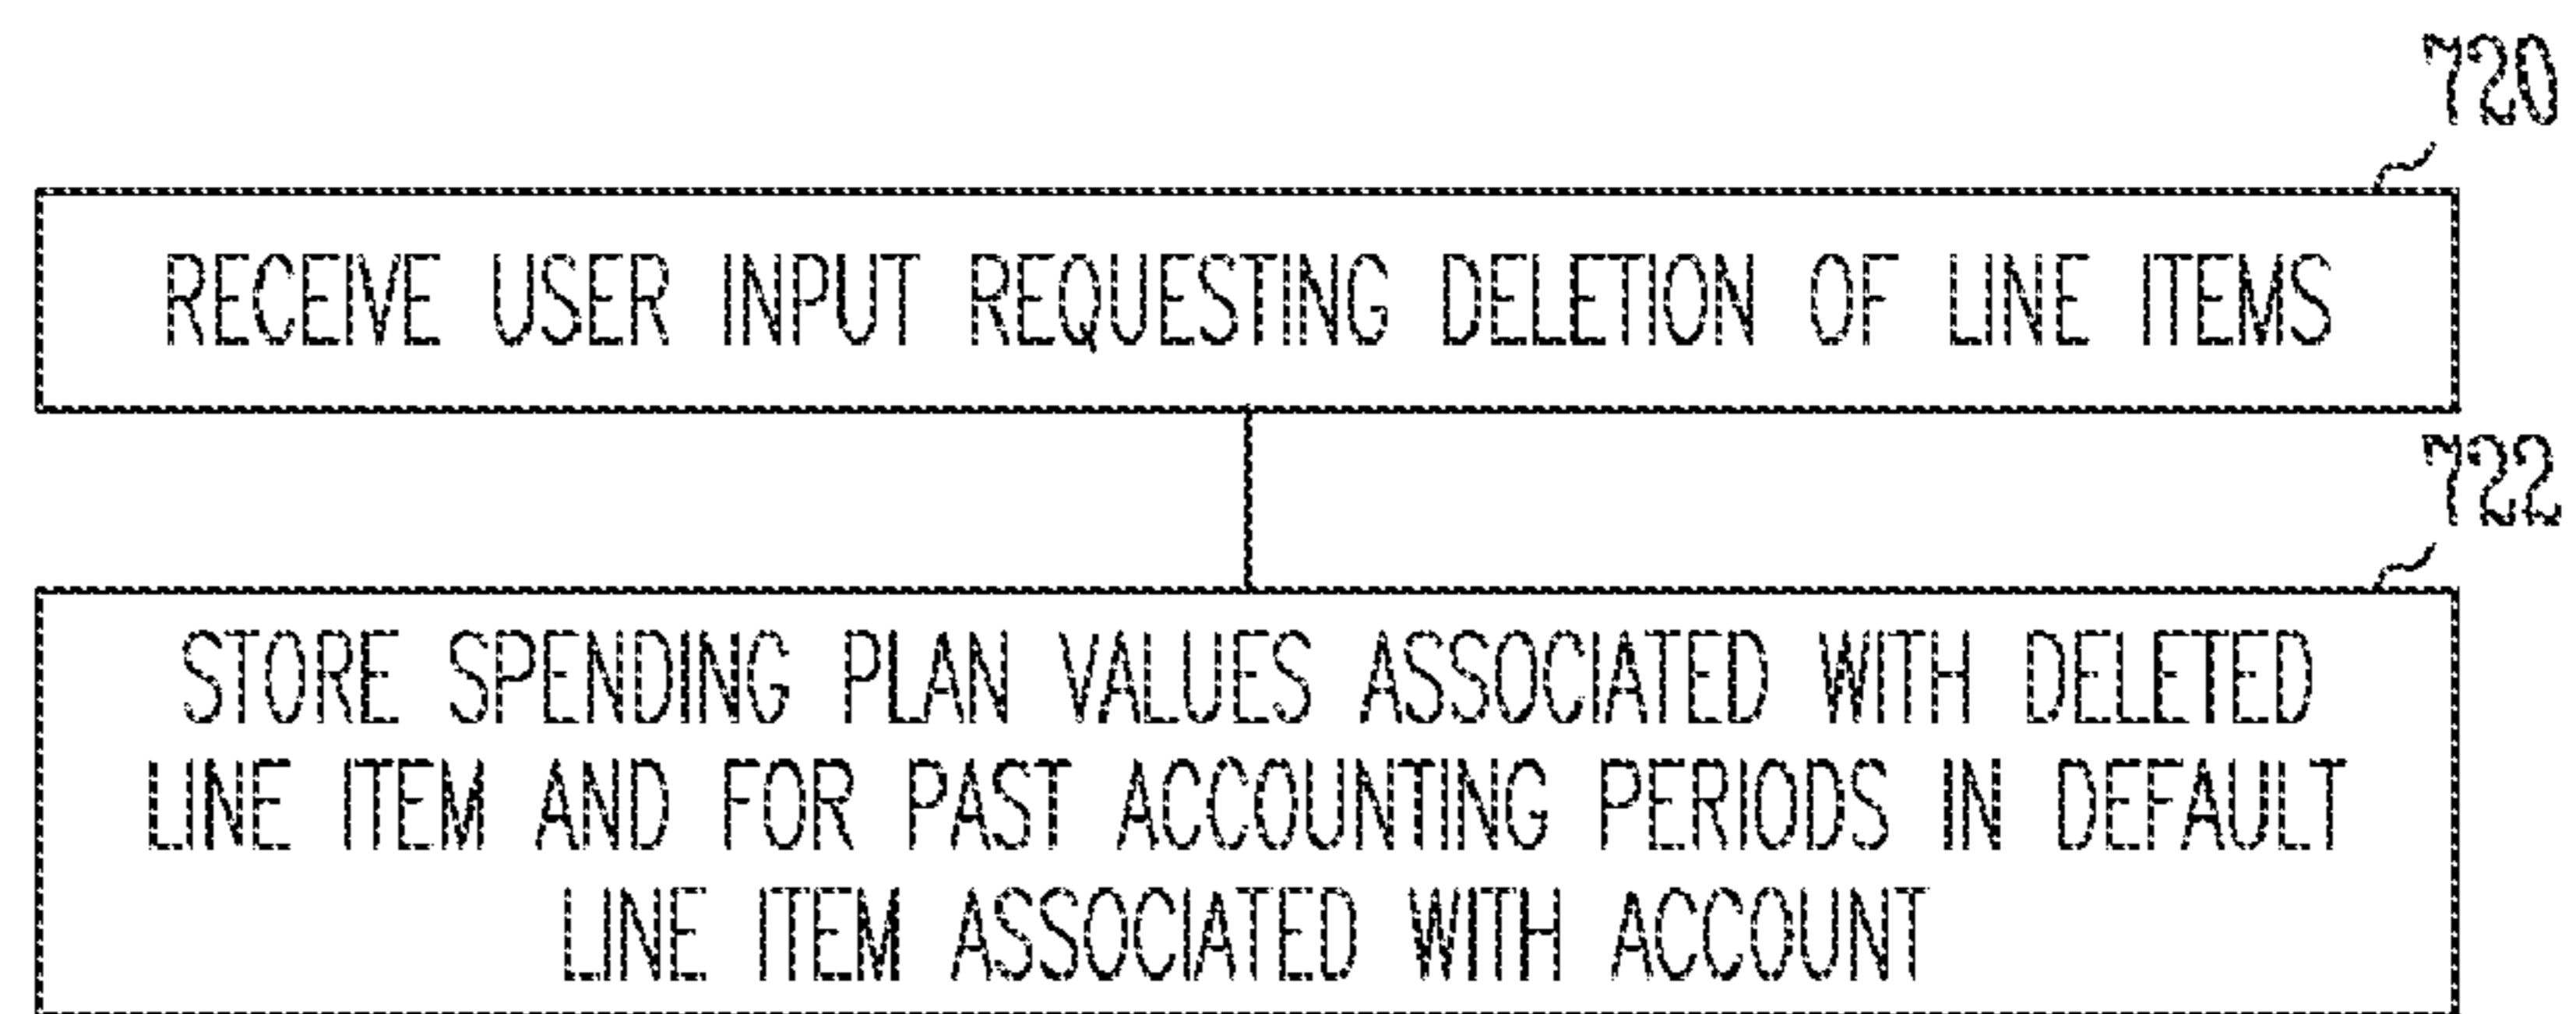 720
RECEIVE USER INPUT REQUESTING DELETION OF LINE ITEMS
722
STORE SPENDING PLAN VALUES ASSOCIATED WITH DELETED
LINE ITEM AND FOR PAST ACCOUNTING PERIODS IN DEFAULT
LINE ITEM ASSOCIATED WITH ACCOUNT